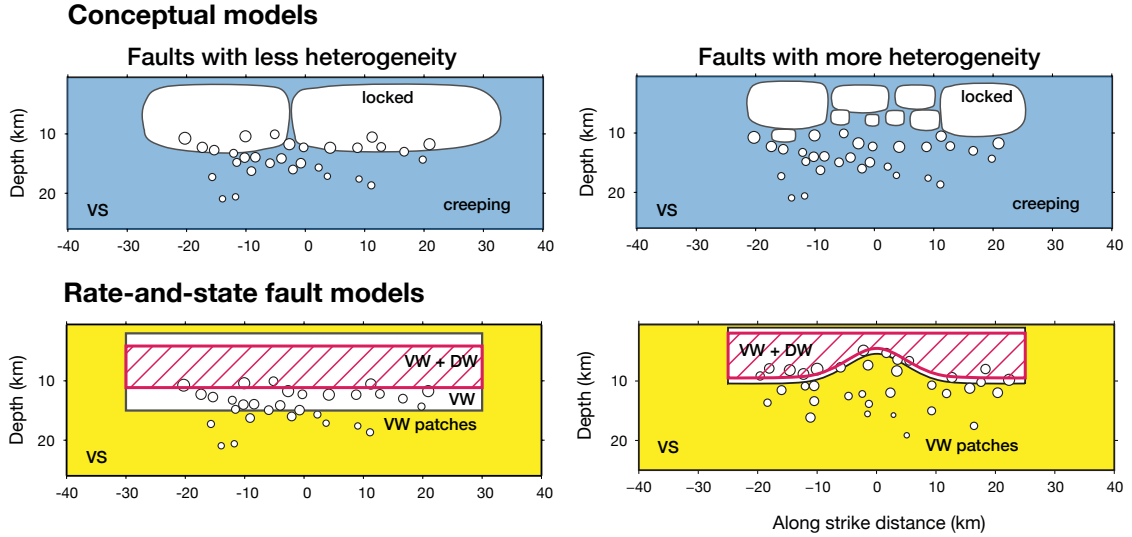 Conceptual models
Faults with less heterogeneity
Faults with more heterogeneity
locked
locked
Depth (km)
10
20
VS
creeping
-40 -30 -20 -10 0 10 20 30 40
Depth (km)
10
20
VS
creeping
-40 -30 -20 -10 0 10 20 30 40
Rate-and-state fault models
Depth (km)
10
20
VW + DW
VW
VW patches
VS
-40 -30 -20 -10 0 10 20 30 40
Depth (km)
10
20
VW + DW
VW patches
VS
−40 −30 −20 −10 0 10 20 30 40
Along strike distance (km)